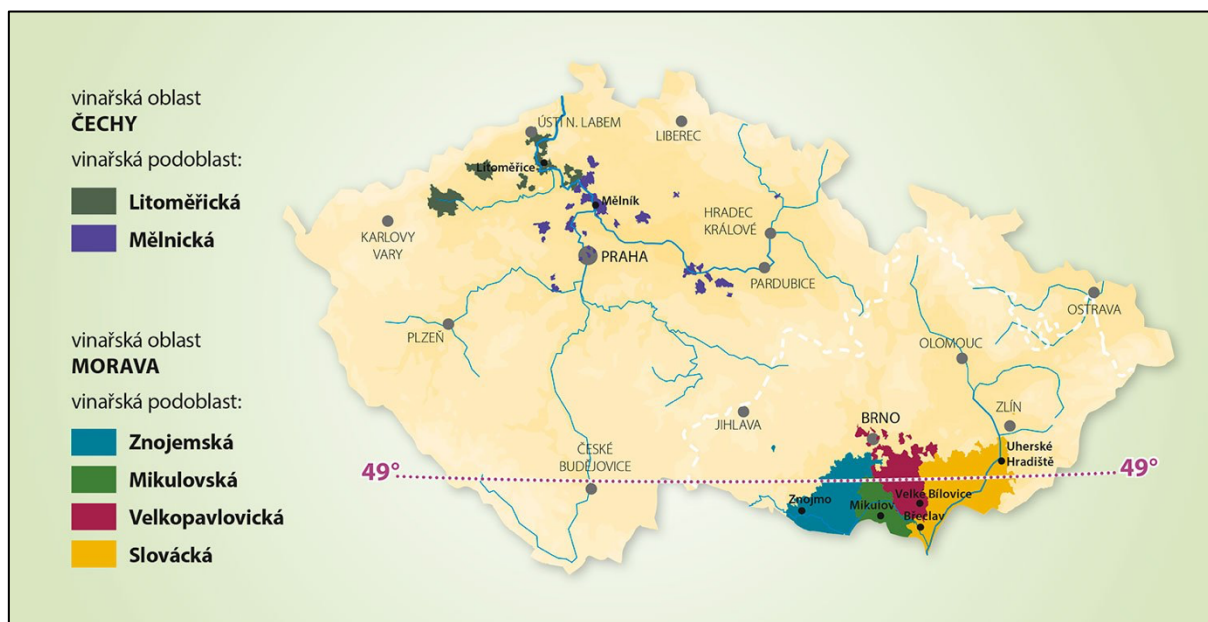 vinařská oblast
ČECHY
vinařská podoblast:
Litoměřická
Mělnická
vinařská oblast
MORAVA
vinařská podoblast:
Znojemská
Mikulovská
Velkopavlovická
Slovácká
ÚSTÍ N. LABEM
LIBEREC
Litoměřice
Mělník
KARLOVY
VARY
HRADEC
KRÁLOVÉ
PRAHA
PARDUBICE
PLZEŇ
OSTRAVA
OLOMOUC
JIHLAVA
BRNO
ZLÍN
ČESKÉ
BUDĚJOVICE
Uherské
Hradiště
49°
49°
Znojmo
Mikulov
Velké Bílovice
Břeclav